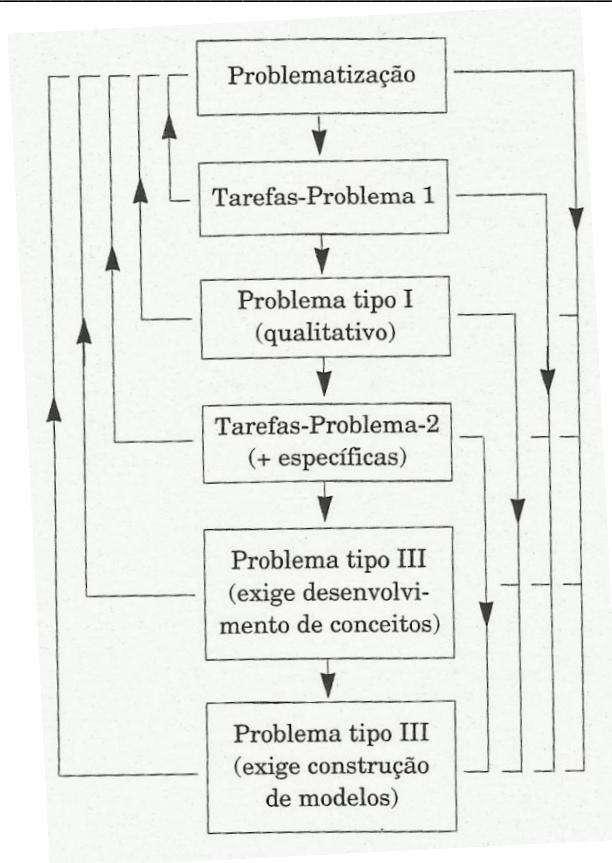 Problematização
Tarefas-Problema 1
Problema tipo I
(qualitativo)
Tarefas-Problema-2
(+ específicas)
Problema tipo III
(exige desenvolvi-
mento de conceitos)
Problema tipo III
(exige construção
de modelos)